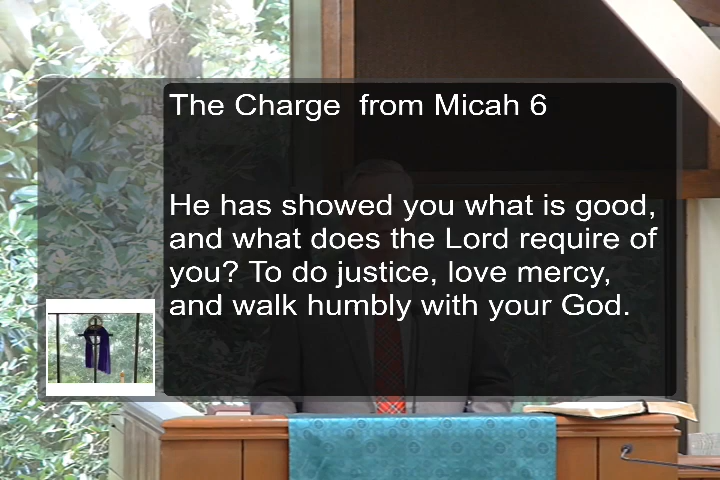 The Charge  from Micah 6
He has showed you what is good,
and what does the Lord require of
you? To do justice, love mercy,
and walk humbly with your God.